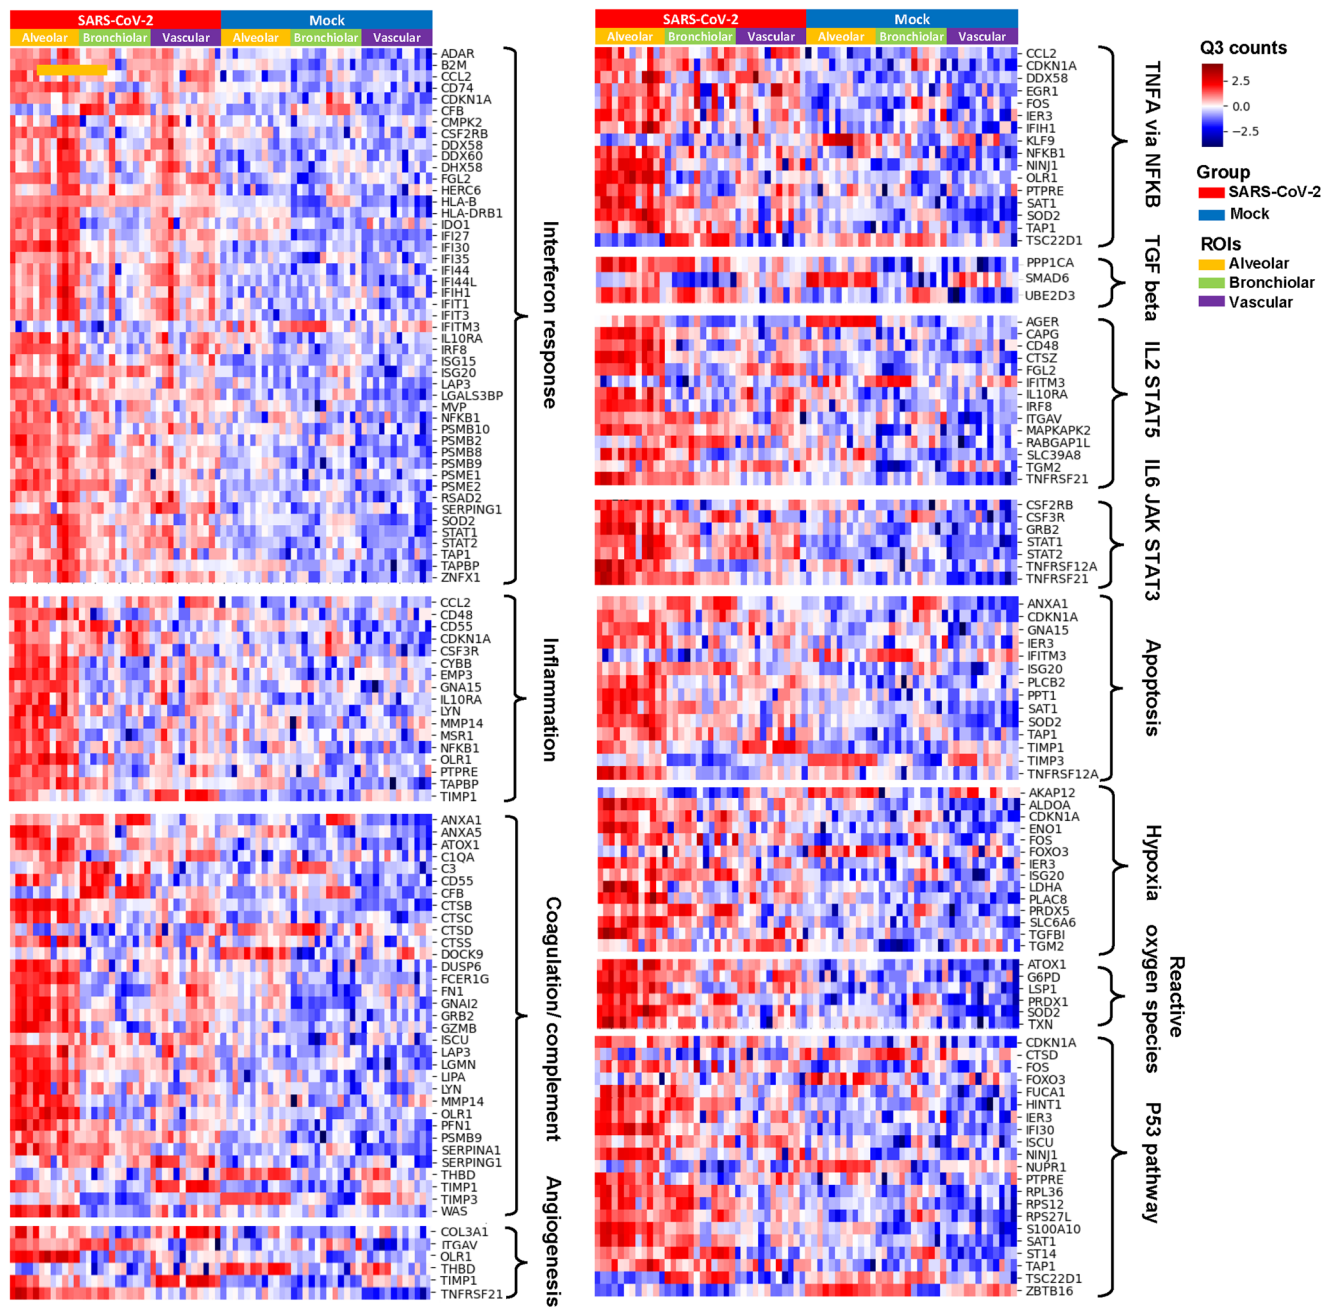 SARS-CoV-2 Mock
Alveolar Bronchiolar Vascular Alveolar Bronchiolar Vascular
ADAR
B2M
CCL2
CD74
CDKN1A
CFB
CMPK2
CSF2RB
DDX58
DDX60
DHX58
FGL2
HERC6
HLA-B
HLA-DRB1
IDO1
IFI27
IFI30
IFI35
IFI44
IFI44L
IFIH1
IFIT1
IFIT3
IFITM3
IL10RA
IRF8
ISG15
ISG20
LAP3
LGALS3BP
MVP
NFKB1
PSMB10
PSMB2
PSMB8
PSMB9
PSME1
PSME2
RSAD2
SERPING1
SOD2
STAT1
STAT2
TAP1
TAPBP
ZNFX1
Interferon response
CCL2
CD48
CD55
CDKN1A
CSF3R
CYBB
EMP3
GNA15
IL10RA
LYN
MMP14
MSR1
NFKB1
OLR1
PTPRE
TAPBP
TIMP1
Inflammation
ANXA1
ANXA5
ATOX1
C1QA
C3
CD55
CFB
CTSB
CTSC
CTSD
CTSS
DOCK9
DUSP6
FCER1G
FN1
GNAI2
GRB2
GZMB
ISCU
LAP3
LGMN
LIPA
LYN
MMP14
OLR1
PFN1
PSMB9
SERPINA1
SERPING1
THBD
TIMP1
TIMP3
WAS
Coagulation/ complement
COL3A1
ITGAV
OLR1
THBD
TIMP1
TNFRSF21
Angiogenesis
SARS-CoV-2 Mock
Alveolar Bronchiolar Vascular Alveolar Bronchiolar Vascular
CCL2
CDKN1A
DDX58
EGR1
FOS
IER3
IFIH1
KLF9
NFKB1
NINJ1
OLR1
PTPRE
SAT1
SOD2
TAP1
TSC22D1
TNFA via NFKB
PPP1CA
SMAD6
UBE2D3
TGF beta
AGER
CAPG
CD48
CTSZ
FGL2
IFITM3
IL10RA
IRF8
ITGAV
MAPKAPK2
RABGAP1L
SLC39A8
TGM2
TNFRSF21
IL2 STAT5
CSF2RB
CSF3R
GRB2
STAT1
STAT2
TNFRSF12A
TNFRSF21
IL6 JAK STAT3
ANXA1
CDKN1A
GNA15
IER3
IFITM3
ISG20
PLCB2
PPT1
SAT1
SOD2
TAP1
TIMP1
TIMP3
TNFRSF12A
Apoptosis
AKAP12
ALDOA
CDKN1A
ENO1
FOS
FOXO3
IER3
ISG20
LDHA
PLAC8
PRDX5
SLC6A6
TGFBI
TGM2
Hypoxia
ATOX1
G6PD
LSP1
PRDX1
SOD2
TXN
Reactive
oxygen species
CDKN1A
CTSD
FOS
FOXO3
FUCA1
HINT1
IER3
IFI30
ISCU
NINJ1
NUPR1
PTPRE
RPL36
RPS12
RPS27L
S100A10
SAT1
ST14
TAP1
TSC22D1
ZBTB16
P53 pathway
Q3 counts
2.5
0.0
−2.5
Group
SARS-CoV-2
Mock
ROIs
Alveolar
Bronchiolar
Vascular